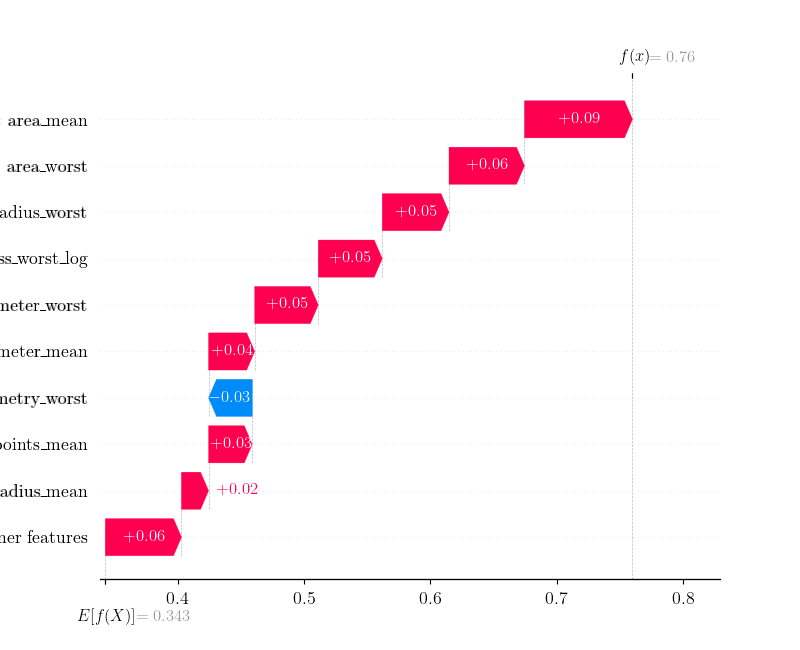 f(x) = 0.76
area_mean +0.09
area_worst +0.06
adius_worst +0.05
ss_worst_log +0.05
meter_worst +0.05
meter_mean +0.04
metry_worst −0.03
points_mean +0.03
adius_mean +0.02
ner features +0.06
0.4 0.5 0.6 0.7 0.8
E[f(X)] = 0.343